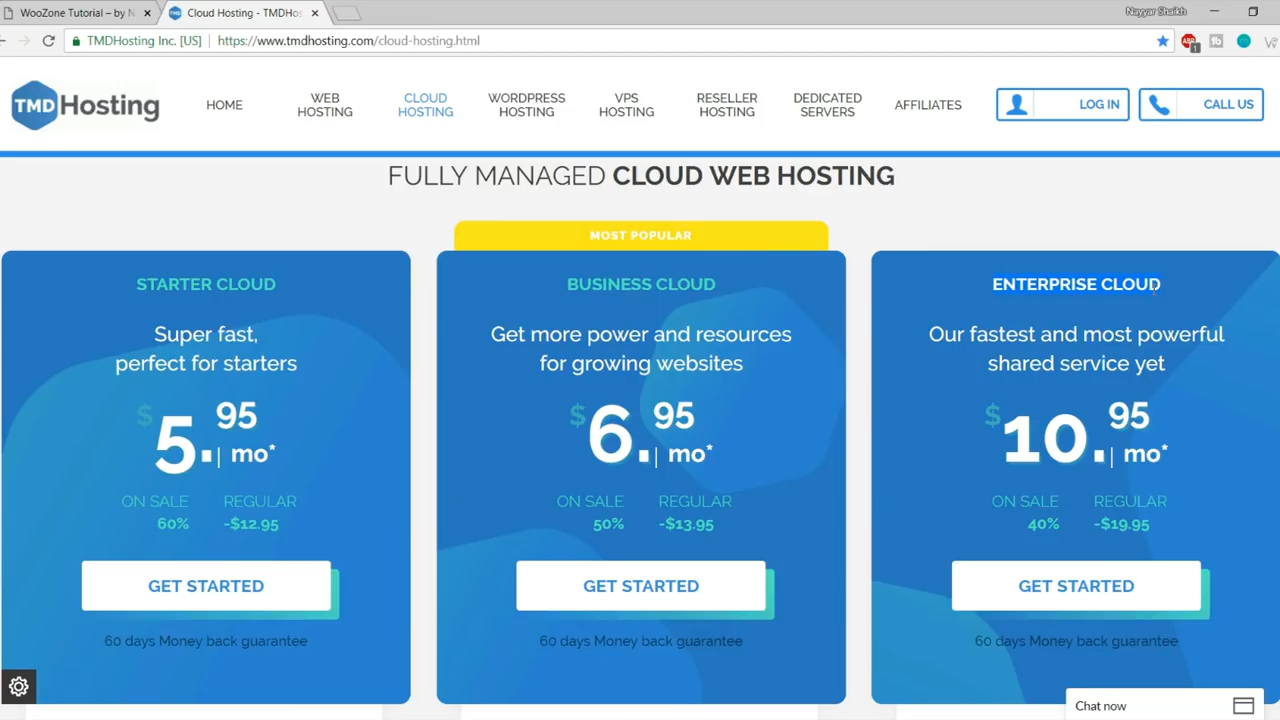 WooZone Tutorial – by N
Cloud Hosting - TMDHos
Nayyar Shaikh
TMDHosting Inc. [US]
https://www.tmdhosting.com/cloud-hosting.html
ABP
1
TMDHosting
HOME
WEB
HOSTING
CLOUD
HOSTING
WORDPRESS
HOSTING
VPS
HOSTING
RESELLER
HOSTING
DEDICATED
SERVERS
AFFILIATES
LOG IN
CALL US
FULLY MANAGED CLOUD WEB HOSTING
MOST POPULAR
STARTER CLOUD
Super fast,
perfect for starters
$5.95 | mo*
ON SALE REGULAR
60% -$12.95
GET STARTED
60 days Money back guarantee
BUSINESS CLOUD
Get more power and resources
for growing websites
$6.95 | mo*
ON SALE REGULAR
50% -$13.95
GET STARTED
60 days Money back guarantee
ENTERPRISE CLOUD
Our fastest and most powerful
shared service yet
$10.95 | mo*
ON SALE REGULAR
40% -$19.95
GET STARTED
60 days Money back guarantee
Chat now